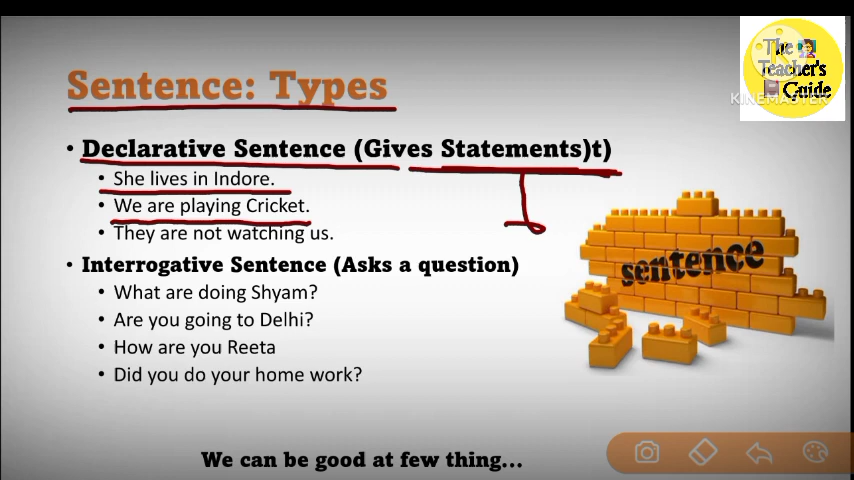 The
Teacher's
Guide
KINEMASTER
Sentence: Types
• Declarative Sentence (Gives Statements)t)
• She lives in Indore.
• We are playing Cricket.
• They are not watching us.
• Interrogative Sentence (Asks a question)
• What are doing Shyam?
• Are you going to Delhi?
• How are you Reeta
• Did you do your home work?
sentence
We can be good at few thing...